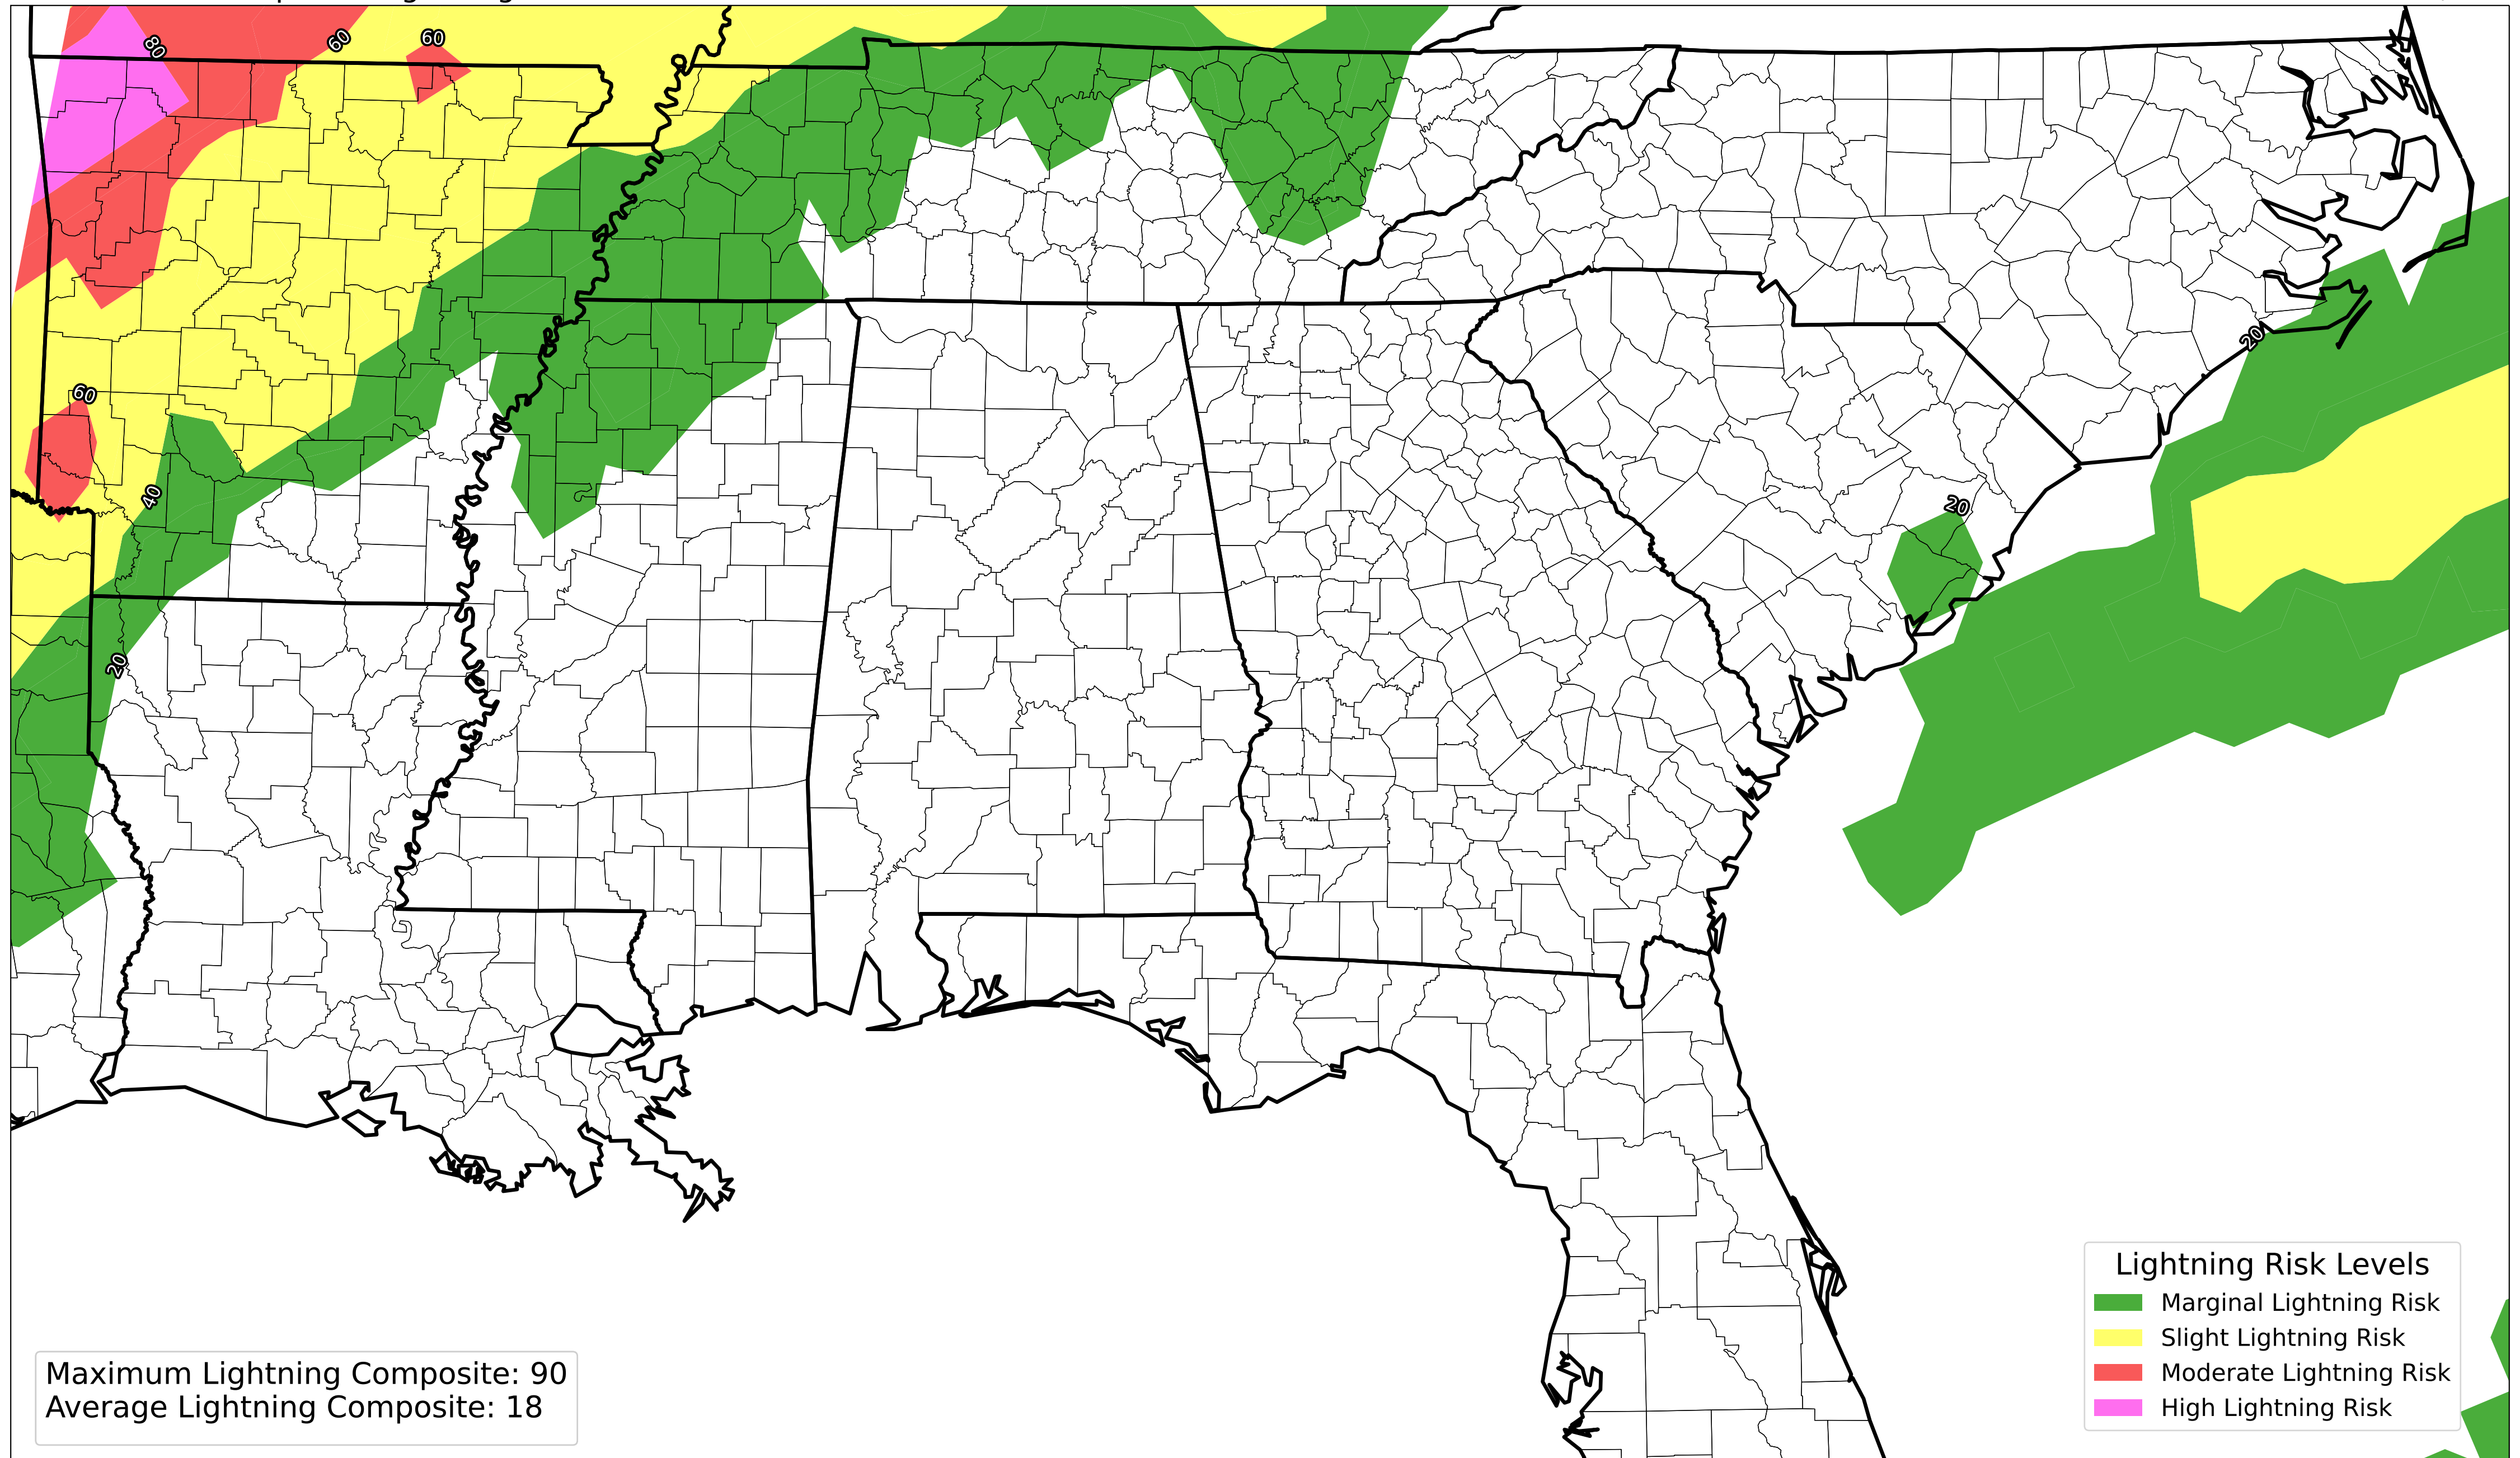 80
60
60
60
40
20
20
20
Lightning Risk Levels
Marginal Lightning Risk
Slight Lightning Risk
Moderate Lightning Risk
High Lightning Risk
Maximum Lightning Composite: 90
Average Lightning Composite: 18